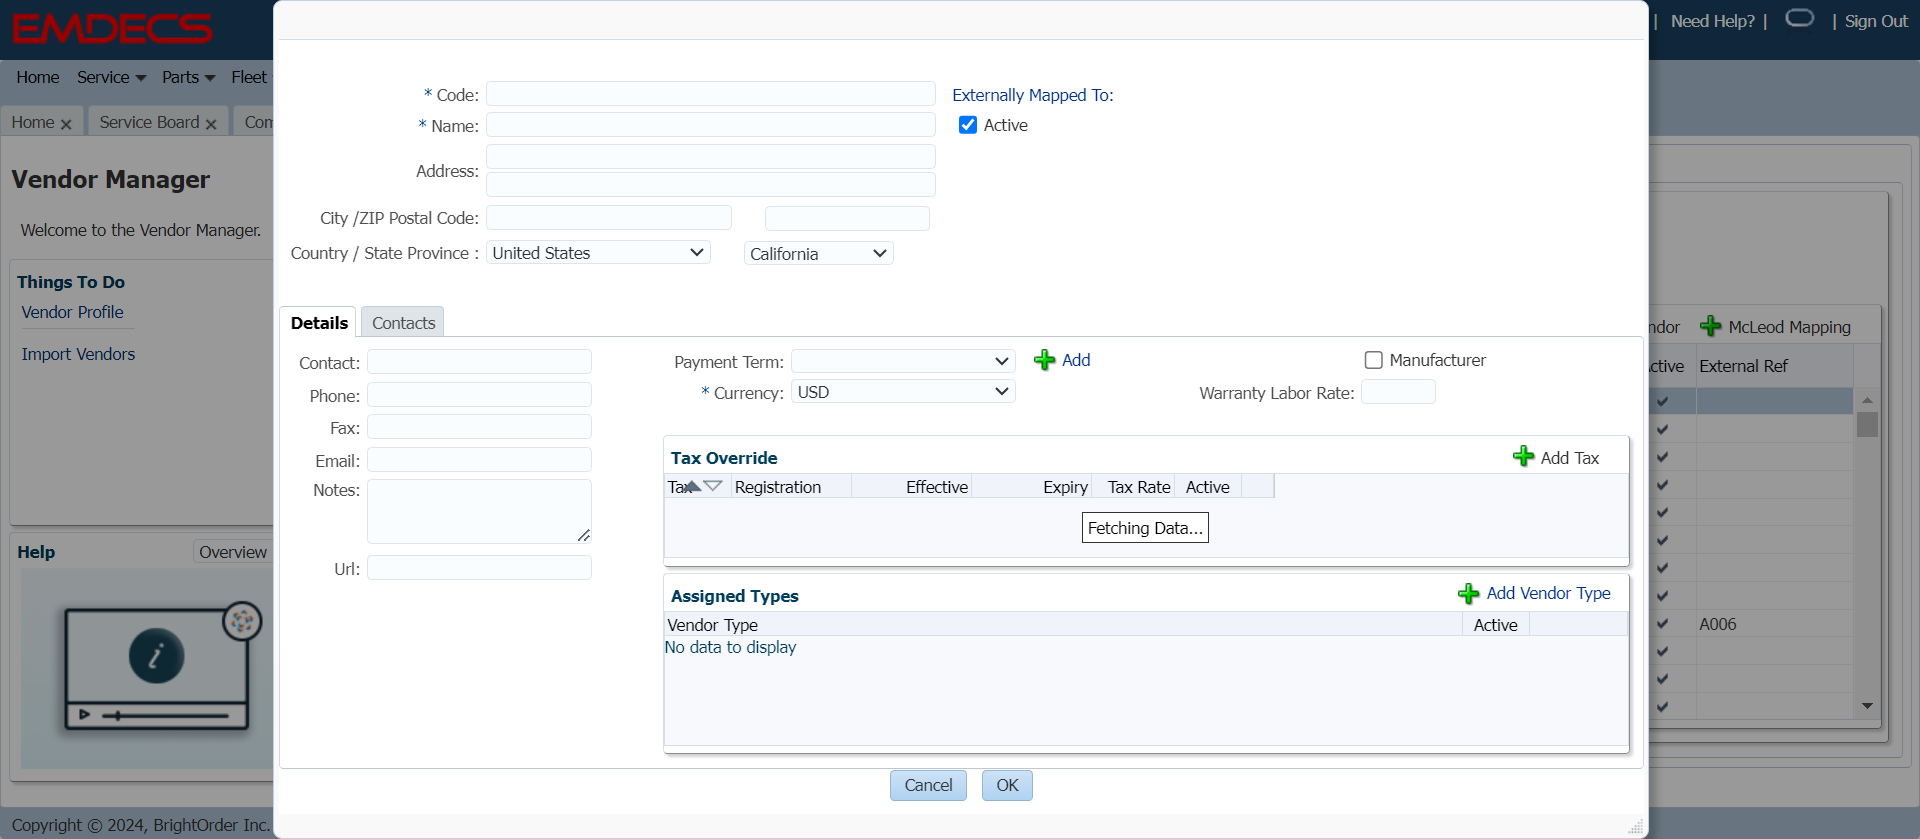 EMDECS
| Need Help? | | Sign Out
Home Service Parts Fleet
Home Service Board
Vendor Manager
Welcome to the Vendor Manager.
Things To Do
Vendor Profile
Import Vendors
Help Overview
* Code:
Externally Mapped To:
* Name:
Active
Address:
City /ZIP Postal Code:
Country / State Province : United States California
Details Contacts
Contact:
Phone:
Fax:
Email:
Notes:
Url:
Payment Term: Add
* Currency: USD
Manufacturer
Warranty Labor Rate:
Tax Override Add Tax
Tax Registration Effective Expiry Tax Rate Active
Fetching Data...
Assigned Types Add Vendor Type
Vendor Type Active
No data to display
Cancel OK
McLeod Mapping
External Ref
A006
Copyright © 2024, BrightOrder Inc.